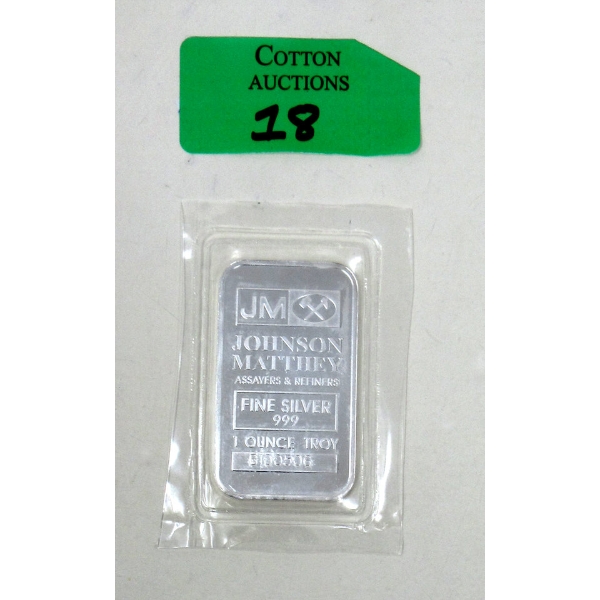 COTTON
AUCTIONS
18
JM
JOHNSON
MATTHEY
ASSAYERS & REFINERS
FINE SILVER
999
1 OUNCE TROY